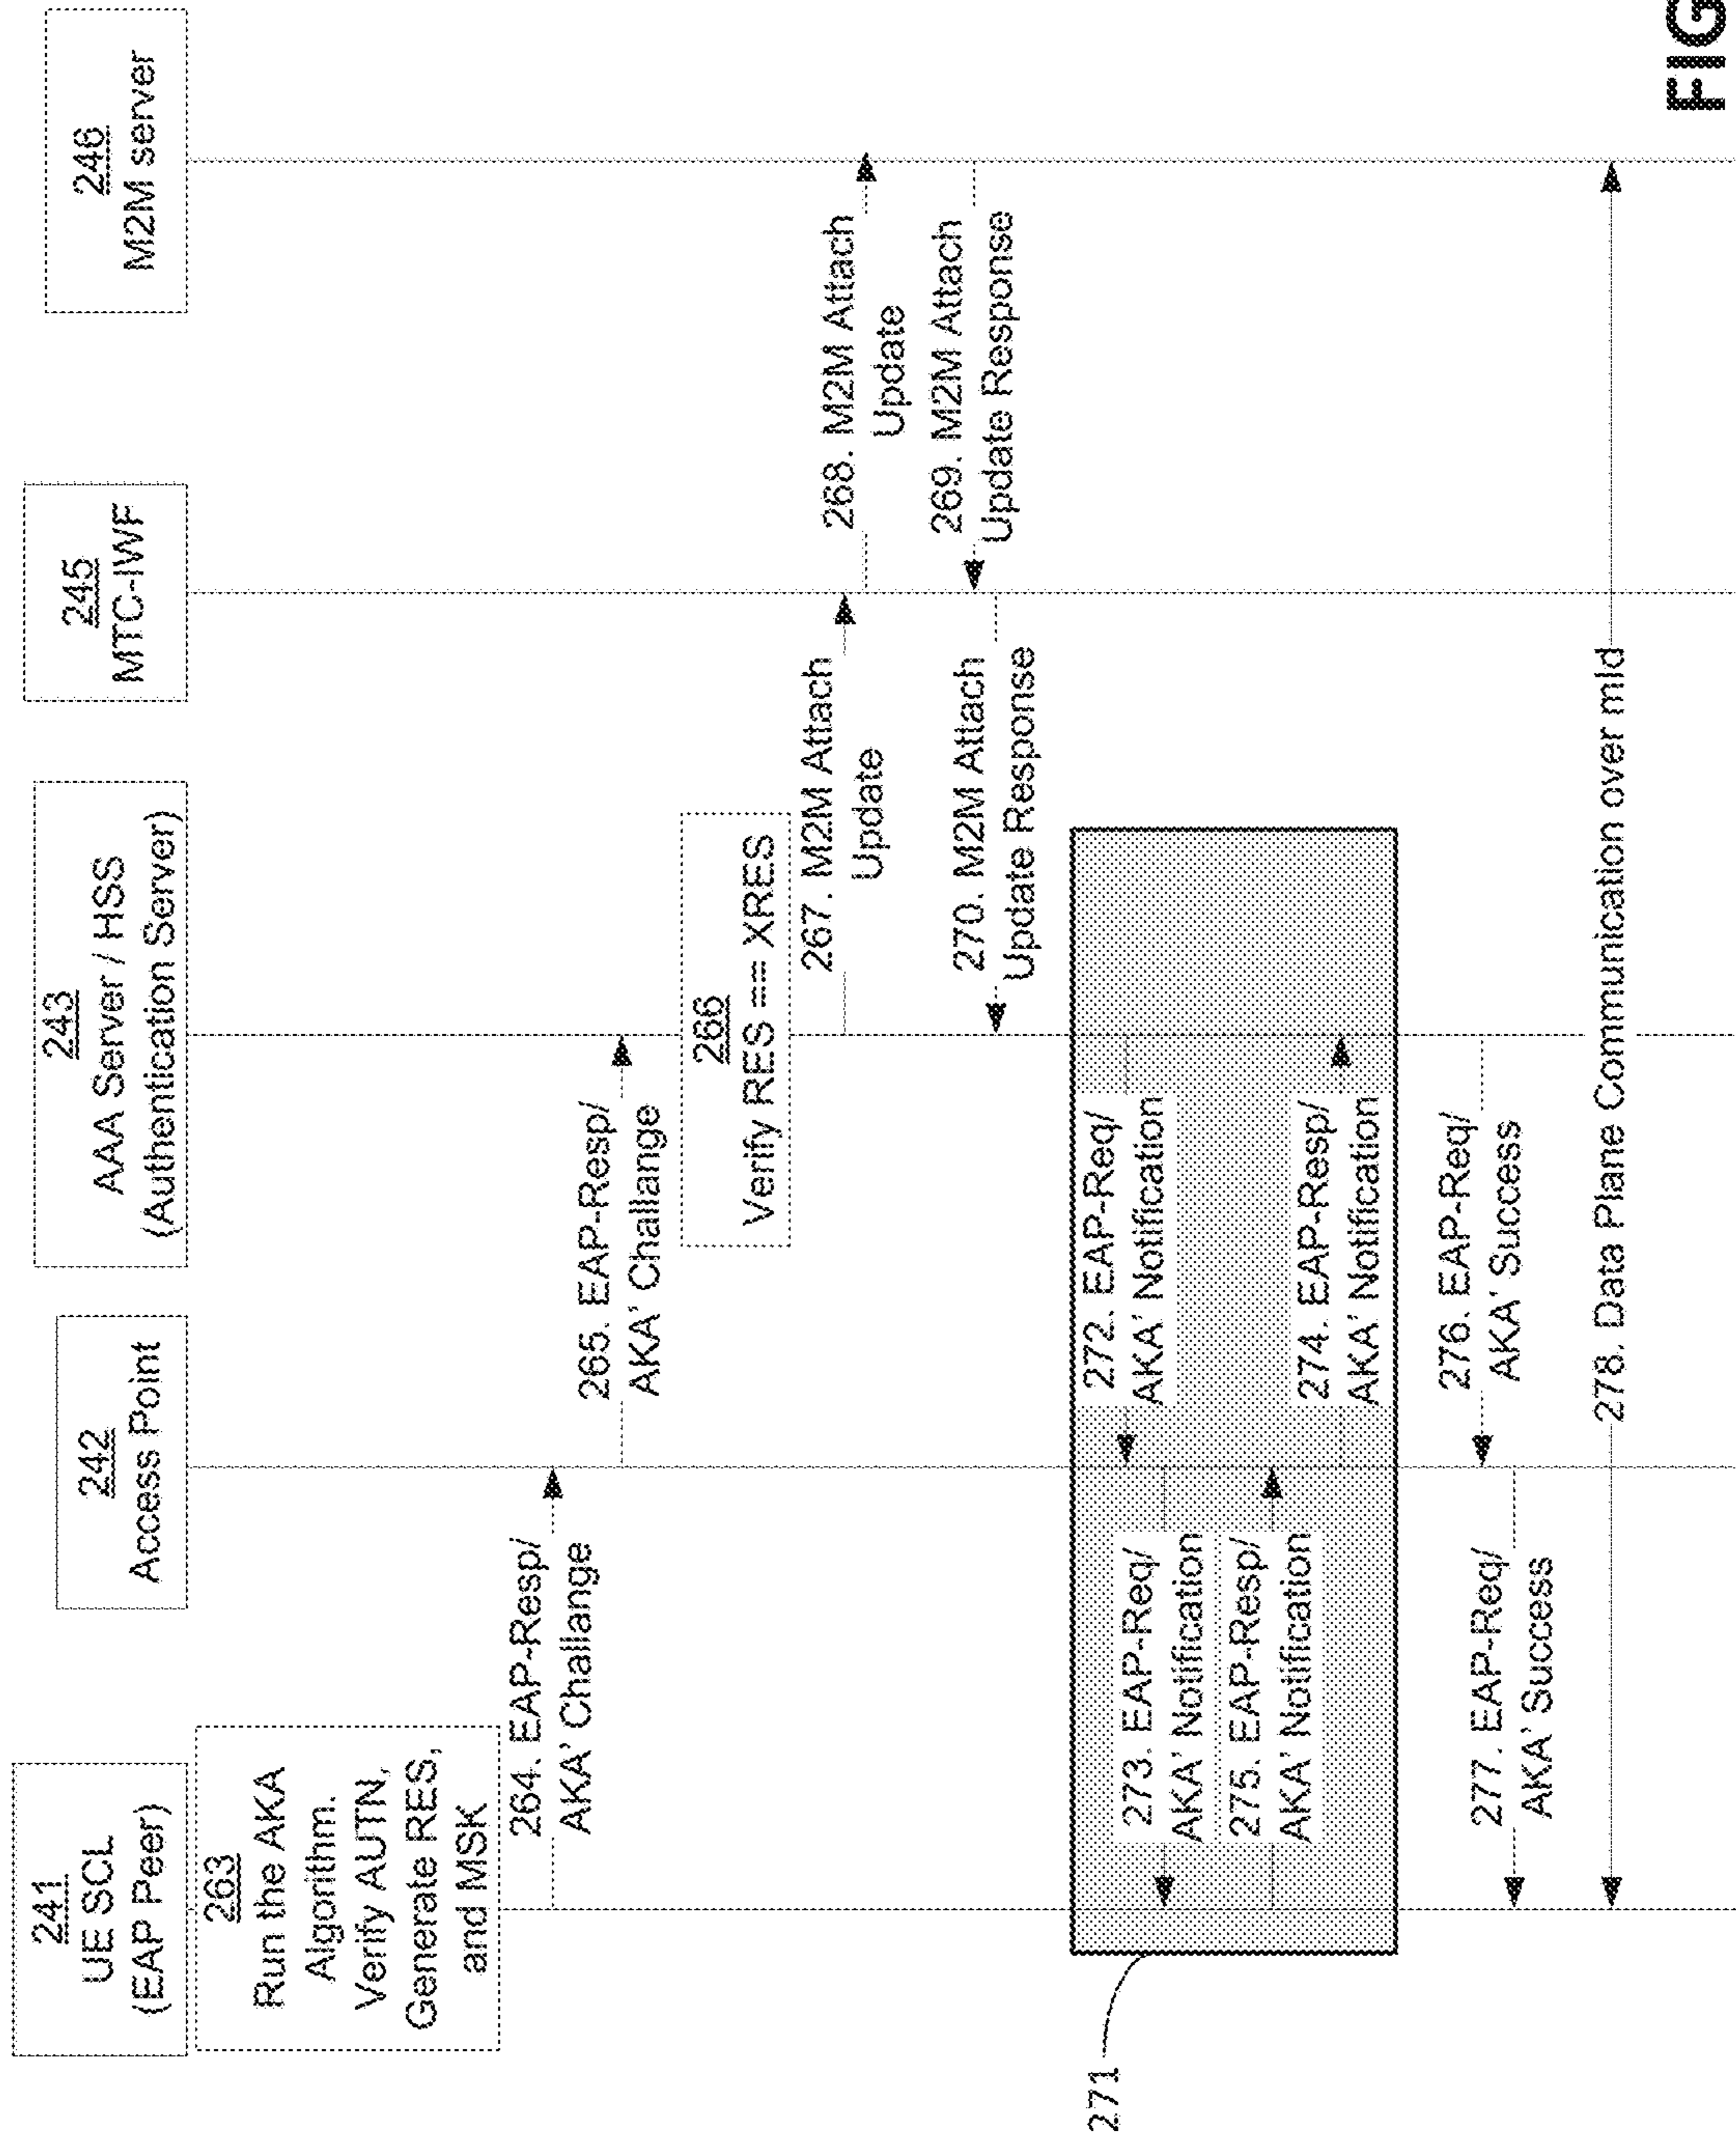 241
UE SCL
(EAP Peer)
242
Access Point
243
AAA Server / HSS
(Authentication Server)
245
MTC-IWF
246
M2M server
263
Run the AKA
Algorithm.
Verify AUTN,
Generate RES,
and MSK
264. EAP-Resp/
AKA' Challange
265. EAP-Resp/
AKA' Challange
266
Verify RES == XRES
267. M2M Attach
Update
268. M2M Attach
Update
269. M2M Attach
Update Response
270. M2M Attach
Update Response
271
272. EAP-Req/
AKA' Notification
273. EAP-Req/
AKA' Notification
275. EAP-Resp/
AKA' Notification
274. EAP-Resp/
AKA' Notification
276. EAP-Req/
AKA' Success
277. EAP-Req/
AKA' Success
278. Data Plane Communication over mId
FIG